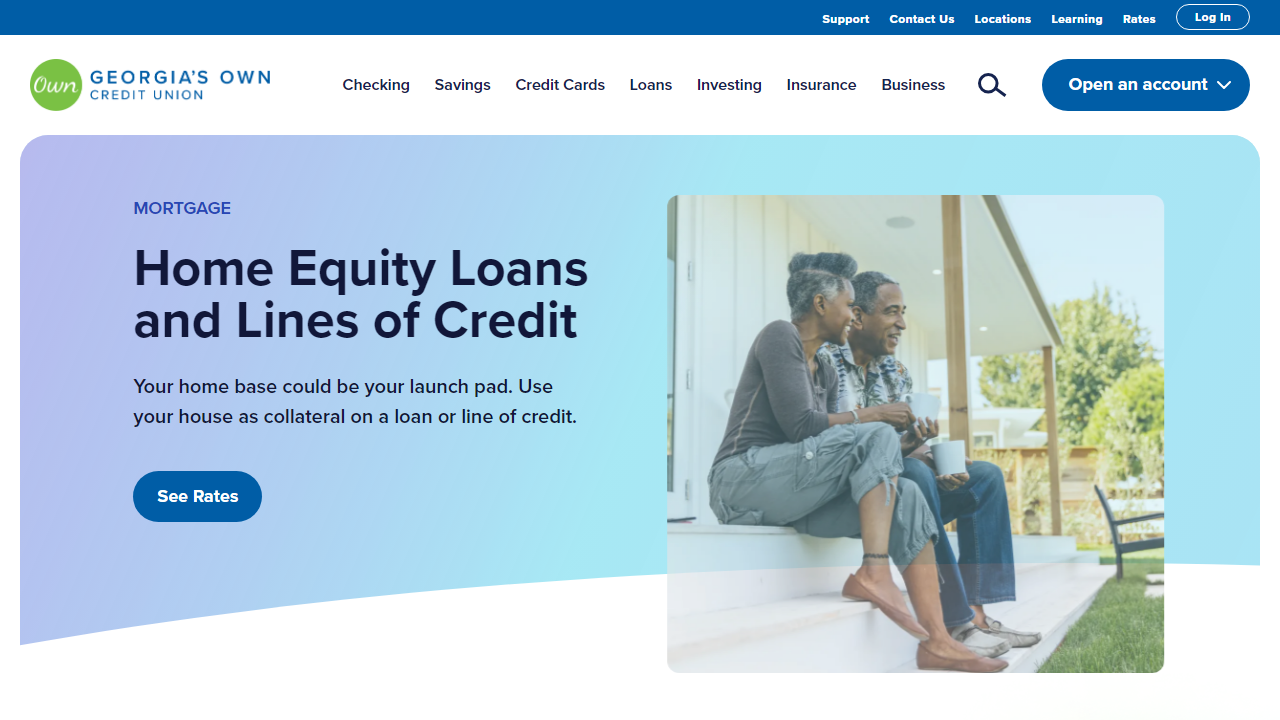 Support Contact Us Locations Learning Rates Log In
Own GEORGIA'S OWN
CREDIT UNION
Checking Savings Credit Cards Loans Investing Insurance Business Open an account
MORTGAGE
Home Equity Loans
and Lines of Credit
Your home base could be your launch pad. Use
your house as collateral on a loan or line of credit.
See Rates